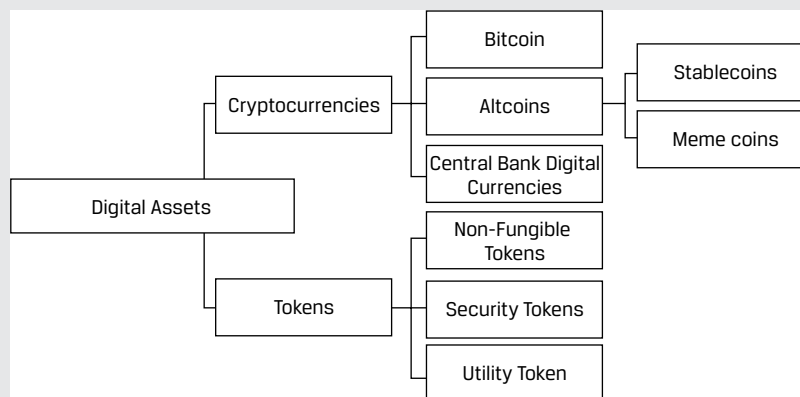 Digital Assets
Cryptocurrencies
Bitcoin
Altcoins
Stablecoins
Meme coins
Central Bank Digital
Currencies
Tokens
Non-Fungible
Tokens
Security Tokens
Utility Token